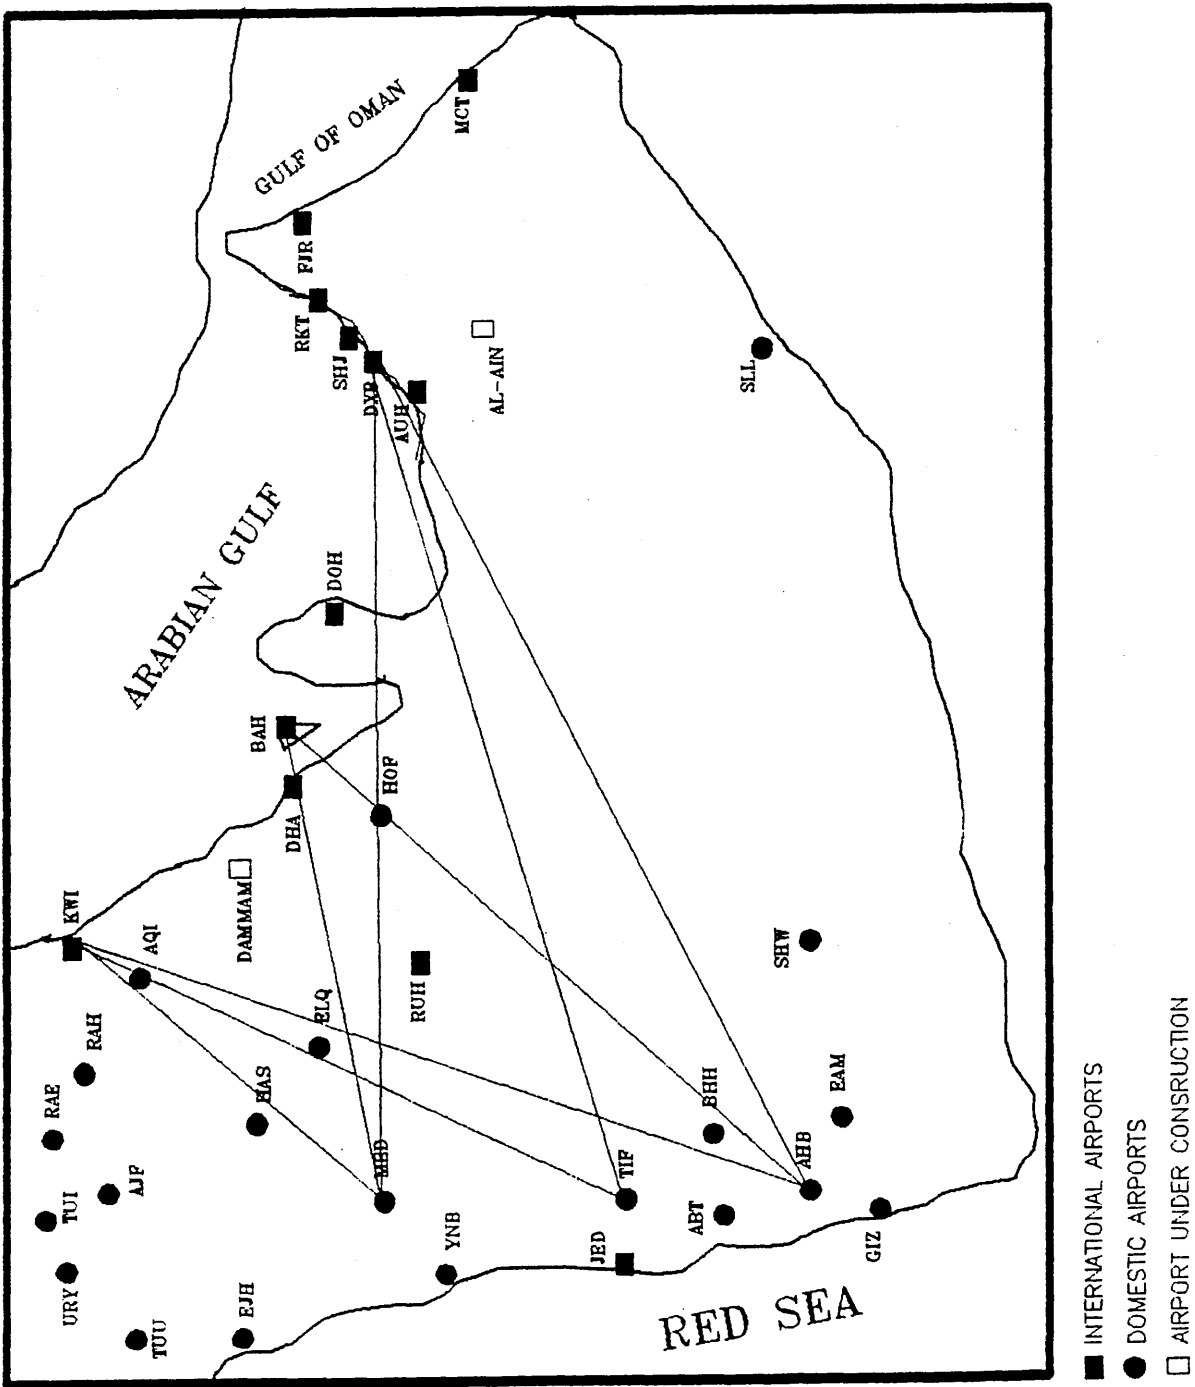 GULF OF OMAN
MCT
FJR
RKT
SHJ
DXB
AUH
AL-AIN
SLL
ARABIAN GULF
DOH
BAH
HOF
DHA
DAMMAM
KWI
AQI
RUH
SHW
ELQ
RAH
RAE
HAS
BHH
EAM
AHB
MED
TIF
AJF
TUI
ABT
YNB
JED
GIZ
URY
EJH
TUU
RED SEA
INTERNATIONAL AIRPORTS
DOMESTIC AIRPORTS
AIRPORT UNDER CONSRUCTION